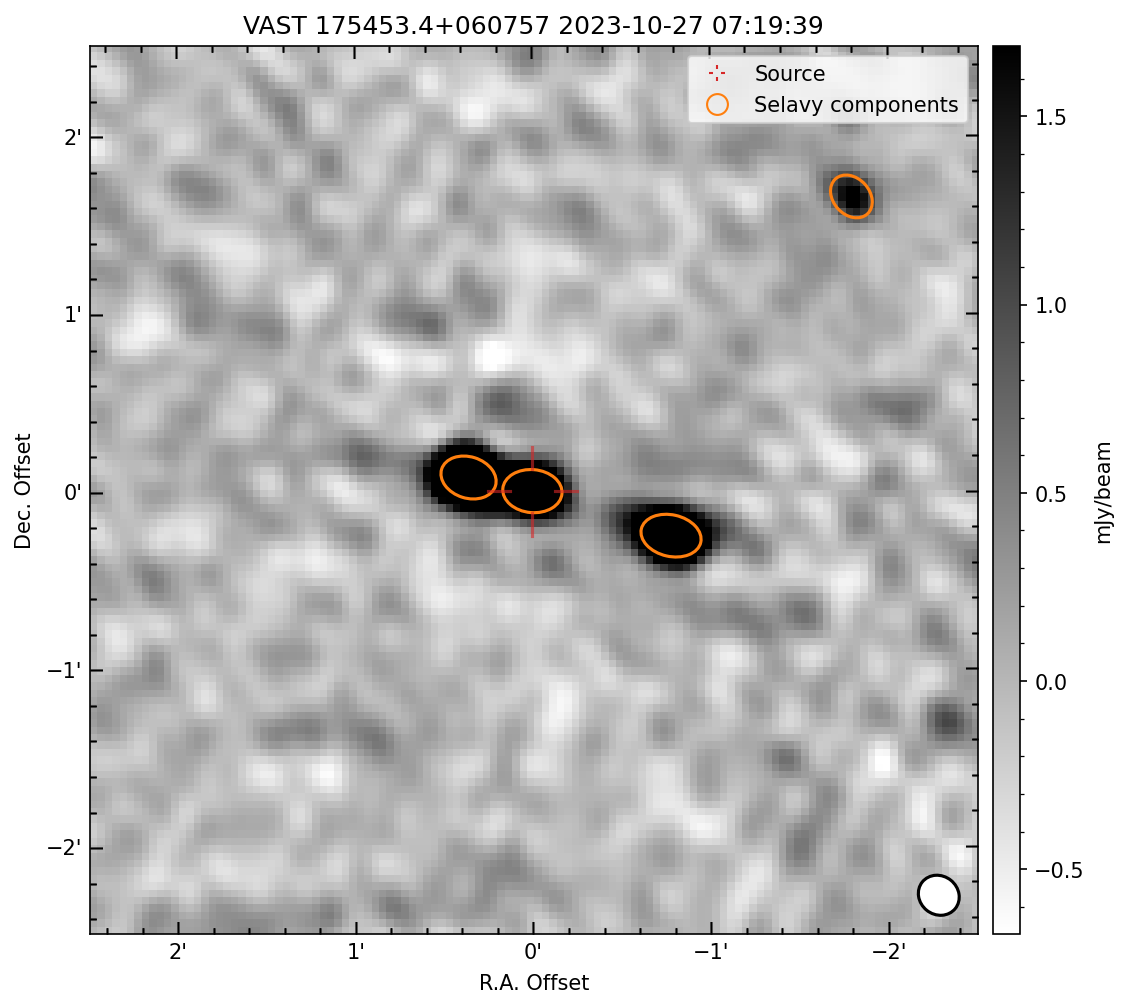 VAST 175453.4+060757 2023-10-27 07:19:39
Source
Selavy components
2'
1'
0'
−1'
−2'
Dec. Offset
2'
1'
0'
−1'
−2'
R.A. Offset
1.5
1.0
0.5
0.0
−0.5
mJy/beam